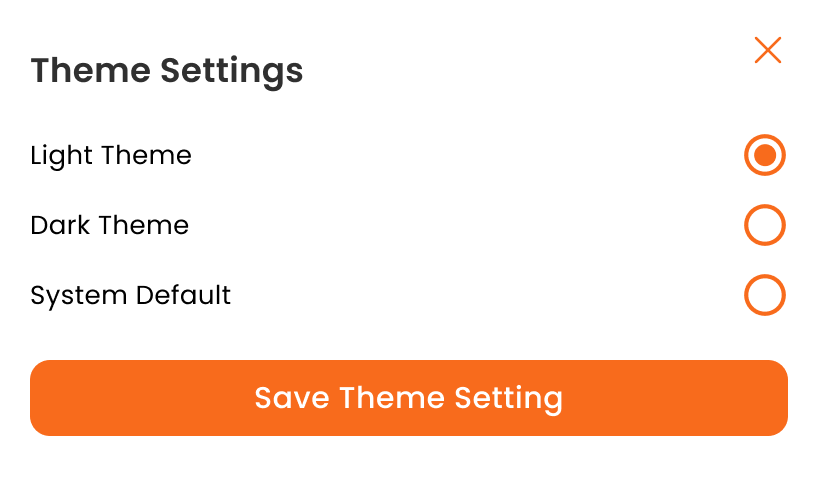 Theme Settings
Light Theme
Dark Theme
System Default
Save Theme Setting